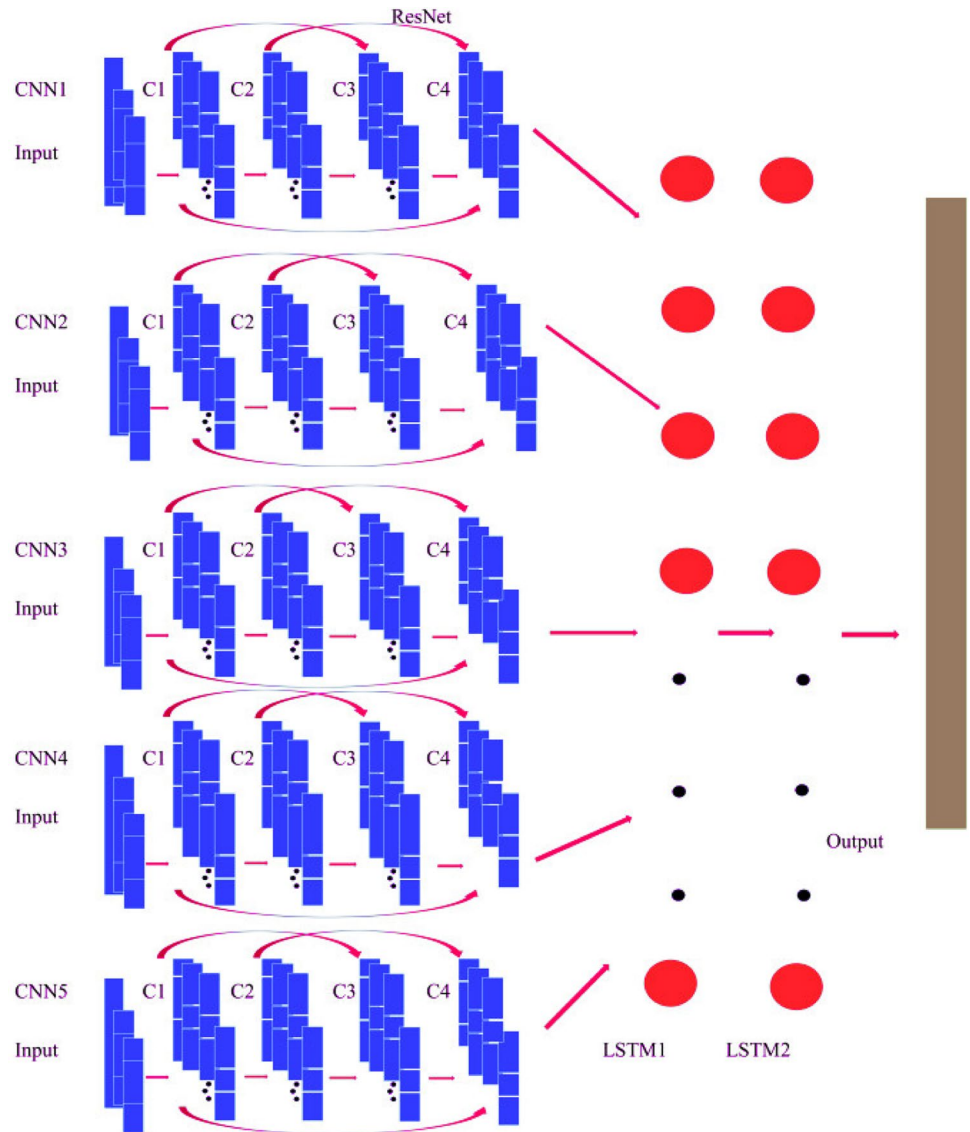 ResNet
CNN1 C1 C2 C3 C4
Input
CNN2 C1 C2 C3 C4
Input
CNN3 C1 C2 C3 C4
Input
CNN4 C1 C2 C3 C4
Input
Output
CNN5 C1 C2 C3 C4
Input
LSTM1 LSTM2